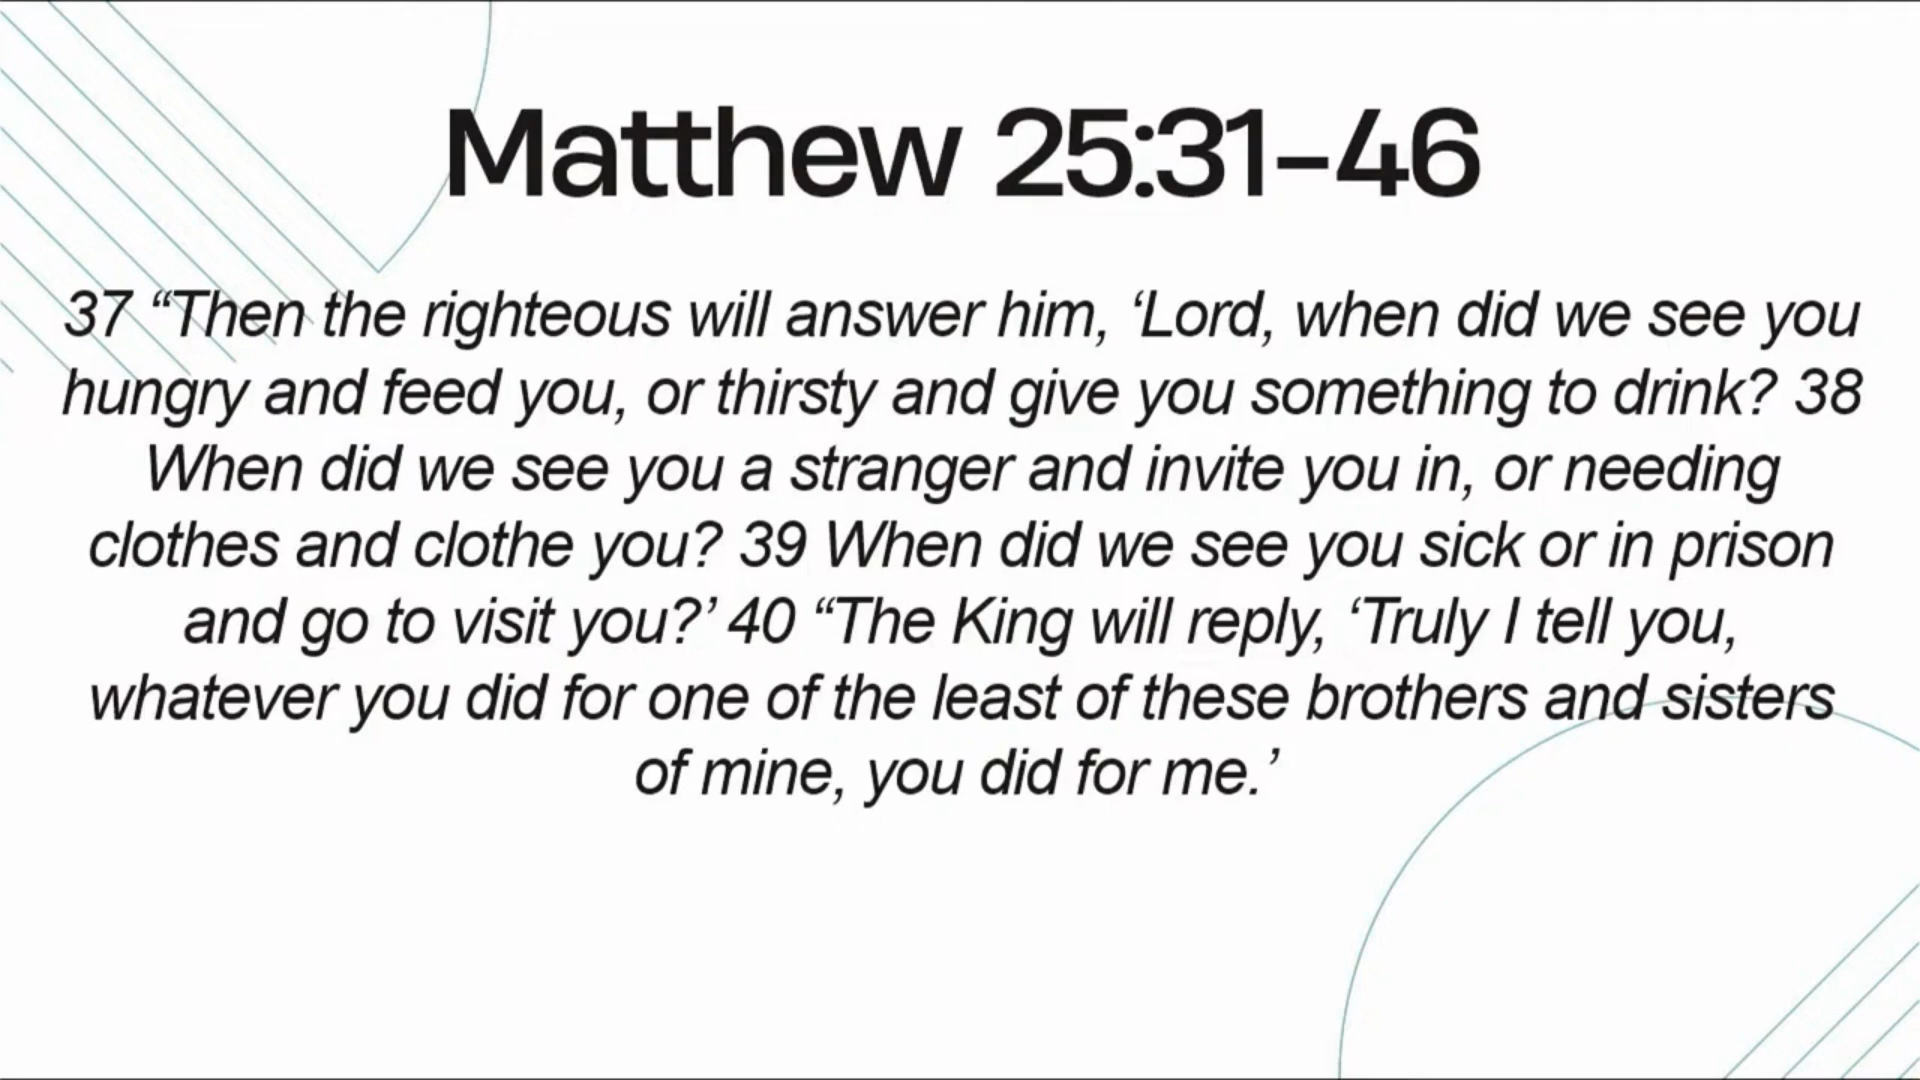 Matthew 25:31–46
37 “Then the righteous will answer him, ‘Lord, when did we see you
hungry and feed you, or thirsty and give you something to drink? 38
When did we see you a stranger and invite you in, or needing
clothes and clothe you? 39 When did we see you sick or in prison
and go to visit you?’ 40 “The King will reply, ‘Truly I tell you,
whatever you did for one of the least of these brothers and sisters
of mine, you did for me.’